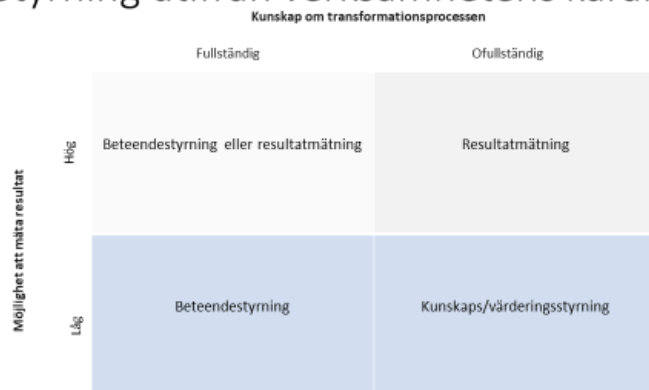 Kunskap om transformationsprocessen
Fullständig
Ofullständig
Möjlighet att mäta resultat
Hög
Beteendestyrning eller resultatmätning
Resultatmätning
Låg
Beteendestyrning
Kunskaps/värderingsstyrning